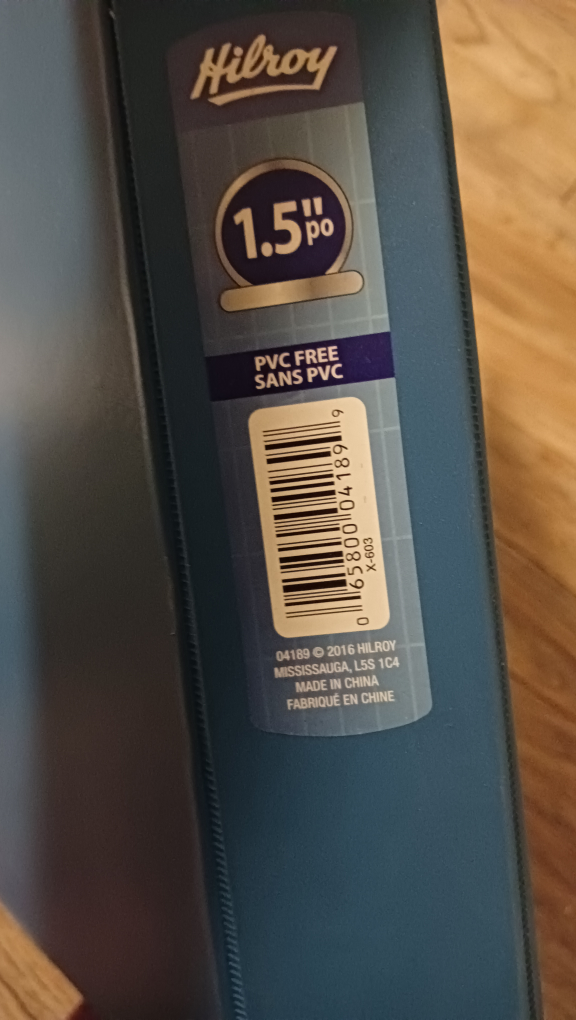 Hilroy
1.5" po
PVC FREE
SANS PVC
0 65800 04189 9
X-603
04189 © 2016 HILROY
MISSISSAUGA, L5S 1C4
MADE IN CHINA
FABRIQUÉ EN CHINE